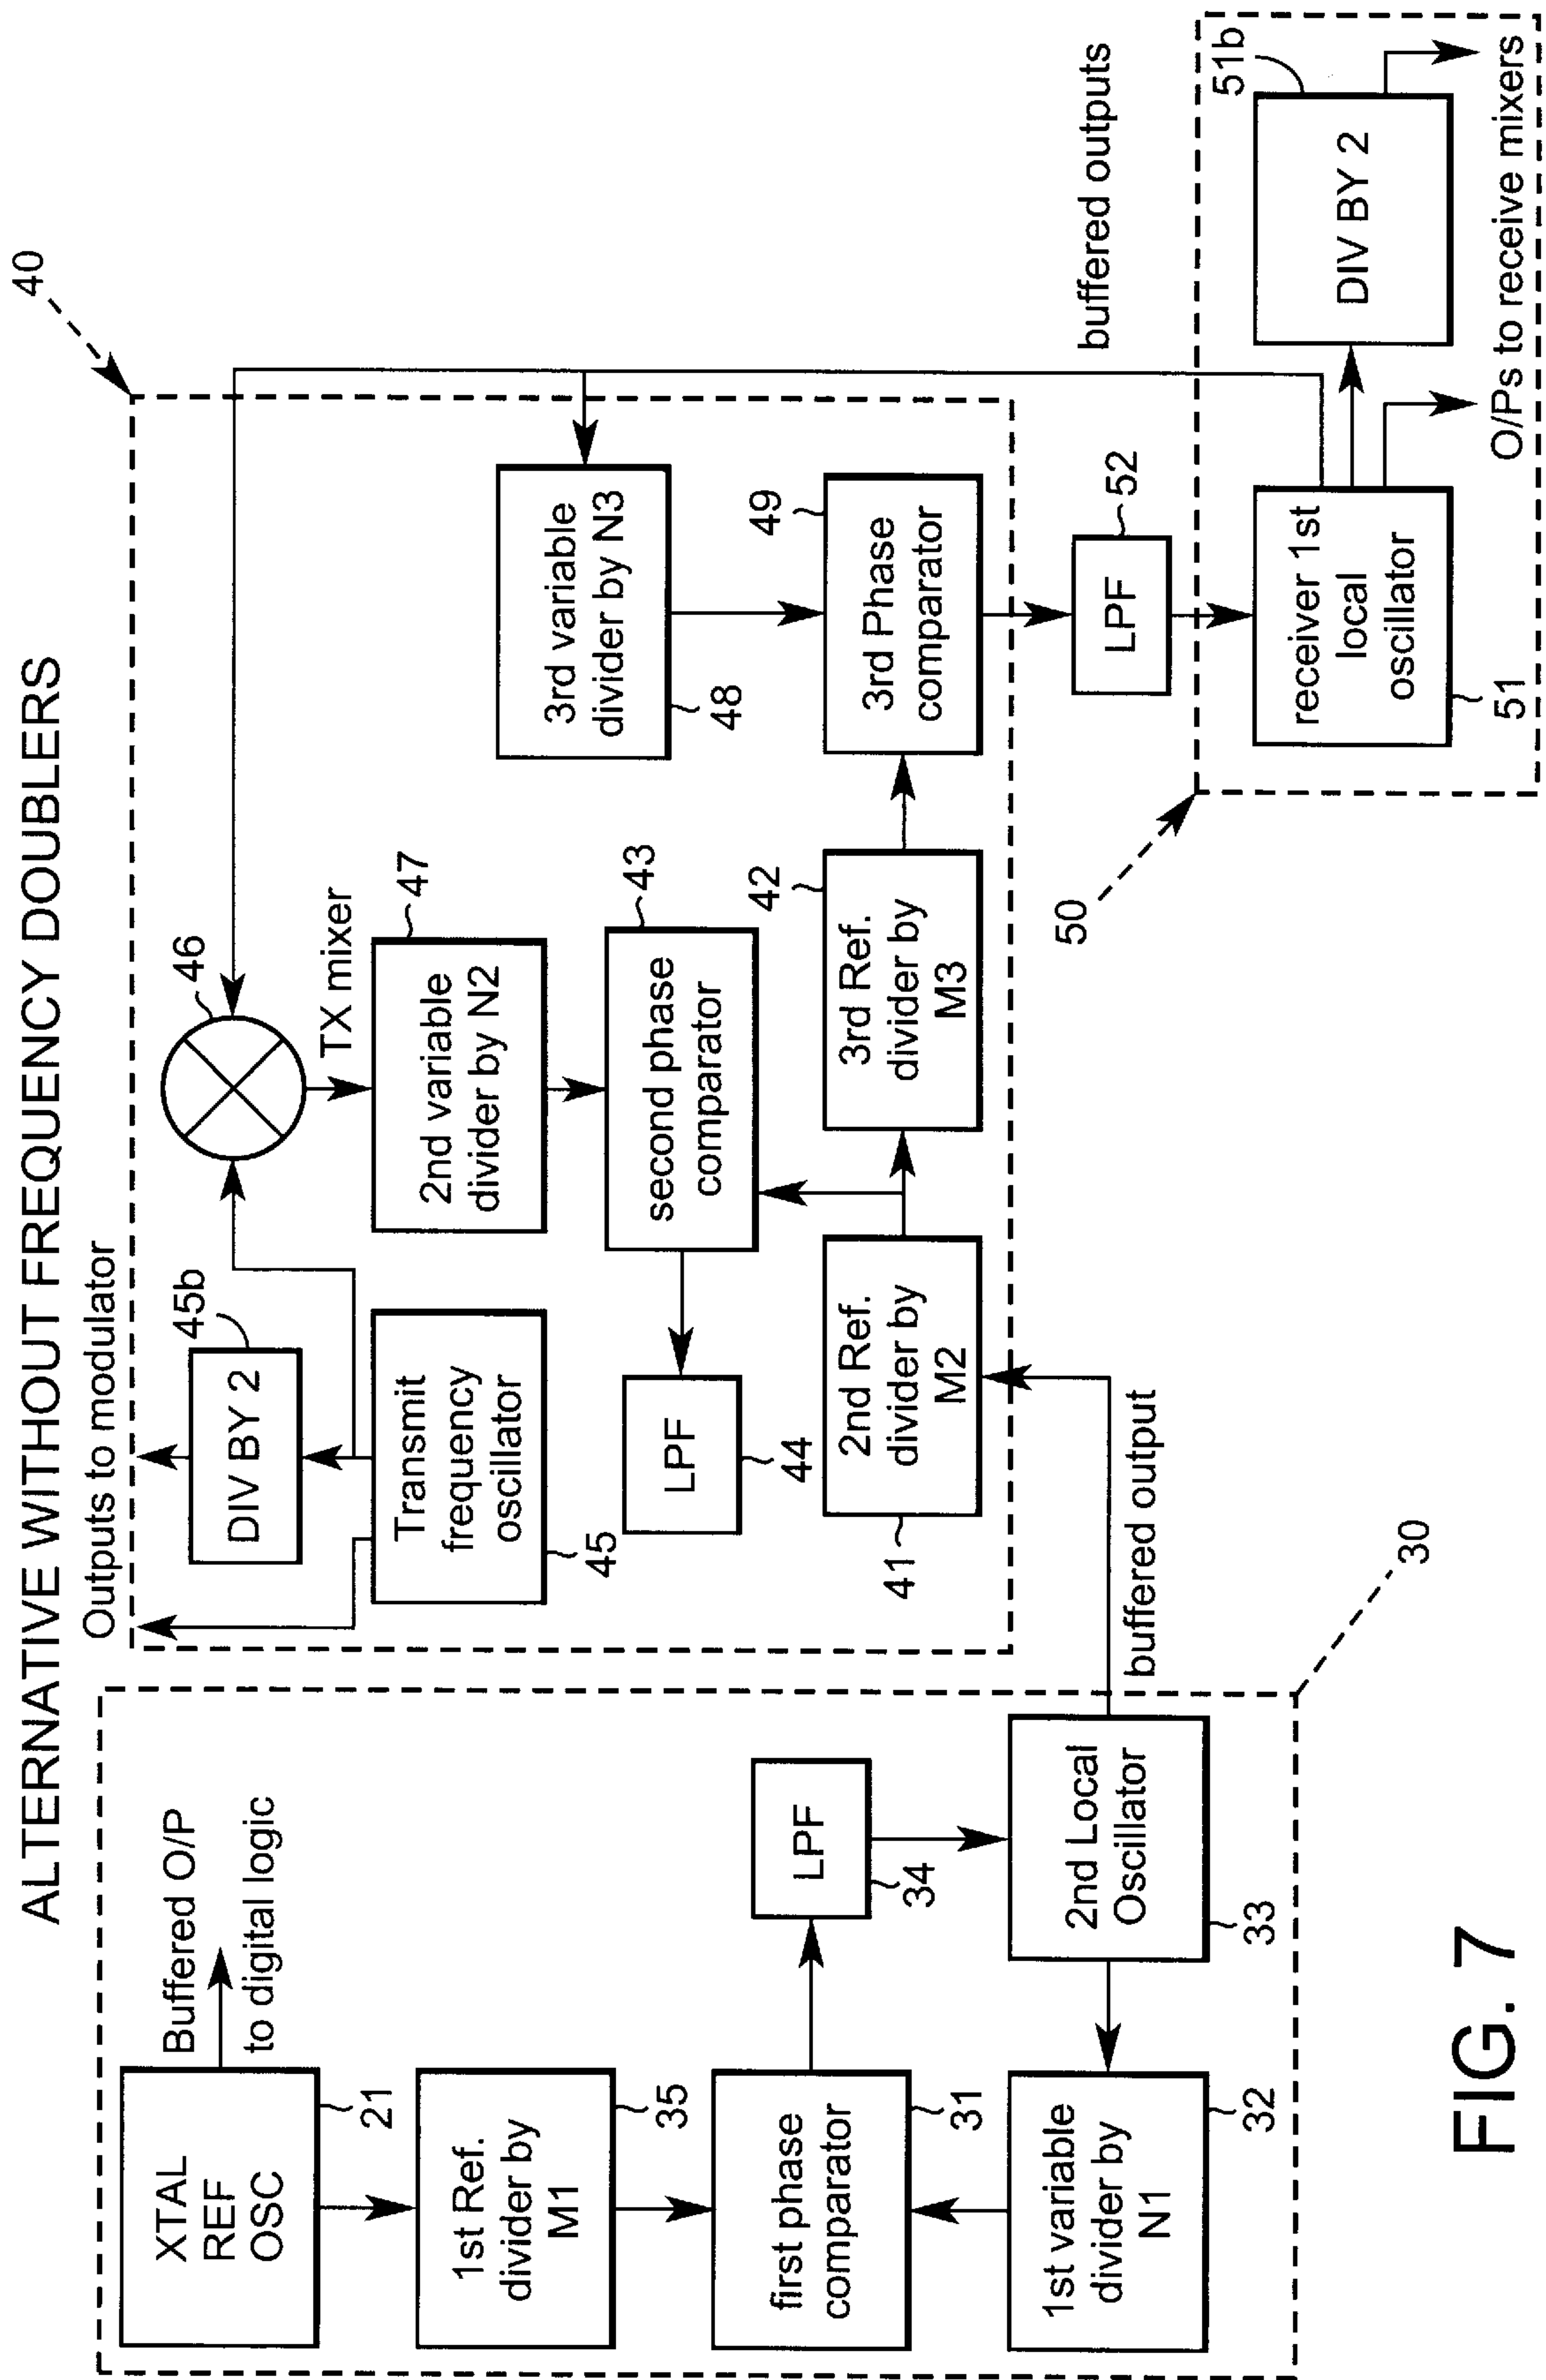 ALTERNATIVE WITHOUT FREQUENCY DOUBLERS
XTAL
REF
OSC
21
Buffered O/P
to digital logic
1st Ref.
divider by
M1
35
first phase
comparator
31
1st variable
divider by
N1
32
LPF
34
2nd Local
Oscillator
33
30
buffered output
Outputs to modulator
DIV BY 2
45b
Transmit
frequency
oscillator
45
46
TX mixer
2nd variable
divider by N2
47
second phase
comparator
43
LPF
44
2nd Ref.
divider by
M2
41
3rd Ref.
divider by
M3
42
3rd variable
divider by N3
48
3rd Phase
comparator
49
40
LPF
52
buffered outputs
receiver 1st
local
oscillator
51
50
DIV BY 2
51b
O/Ps to receive mixers
FIG. 7